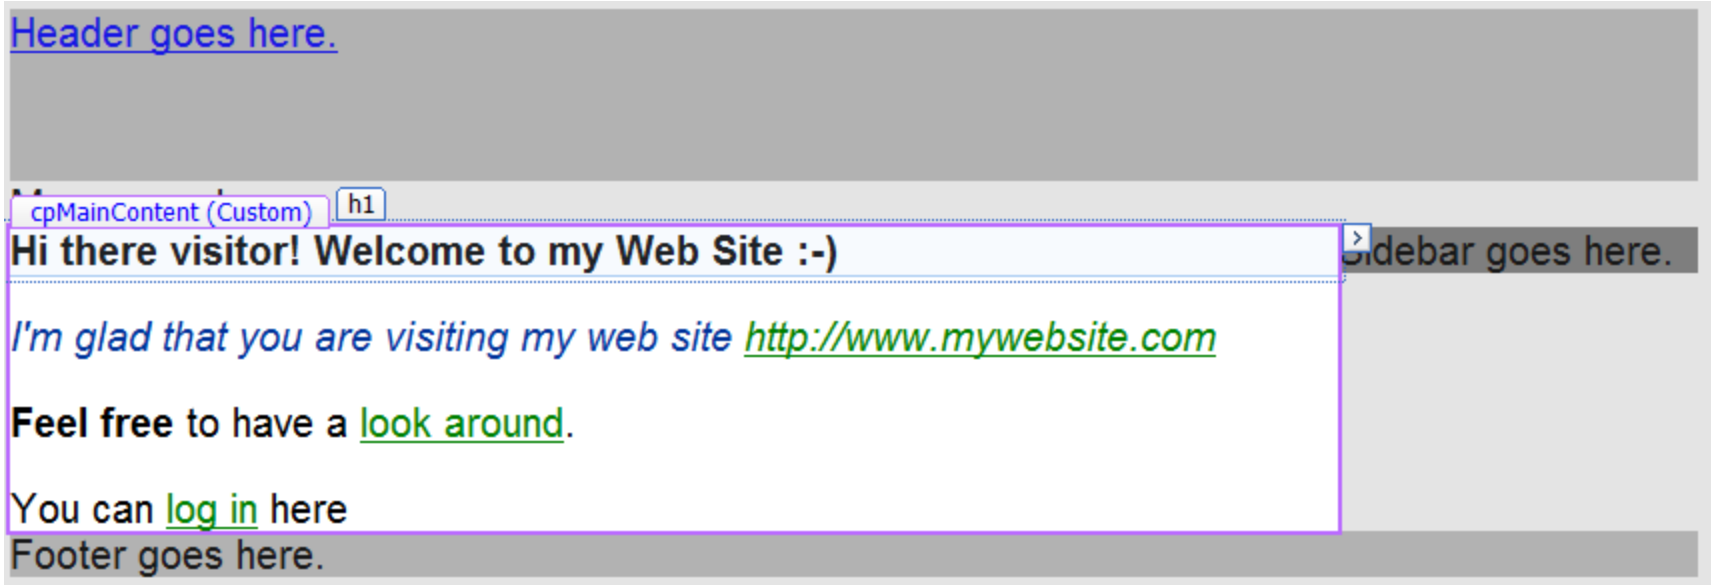 Header goes here.
cpMainContent (Custom) h1
Hi there visitor! Welcome to my Web Site :-)
Sidebar goes here.
I'm glad that you are visiting my web site http://www.mywebsite.com
Feel free to have a look around.
You can log in here
Footer goes here.